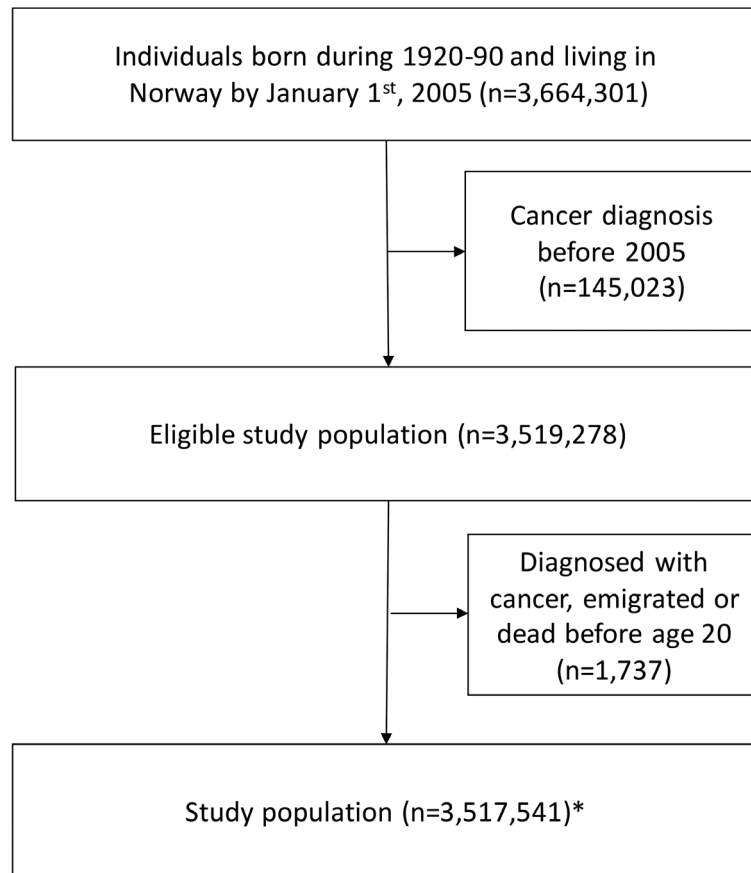 Individuals born during 1920-90 and living in
Norway by January 1st, 2005 (n=3,664,301)
Cancer diagnosis
before 2005
(n=145,023)
Eligible study population (n=3,519,278)
Diagnosed with
cancer, emigrated or
dead before age 20
(n=1,737)
Study population (n=3,517,541)*